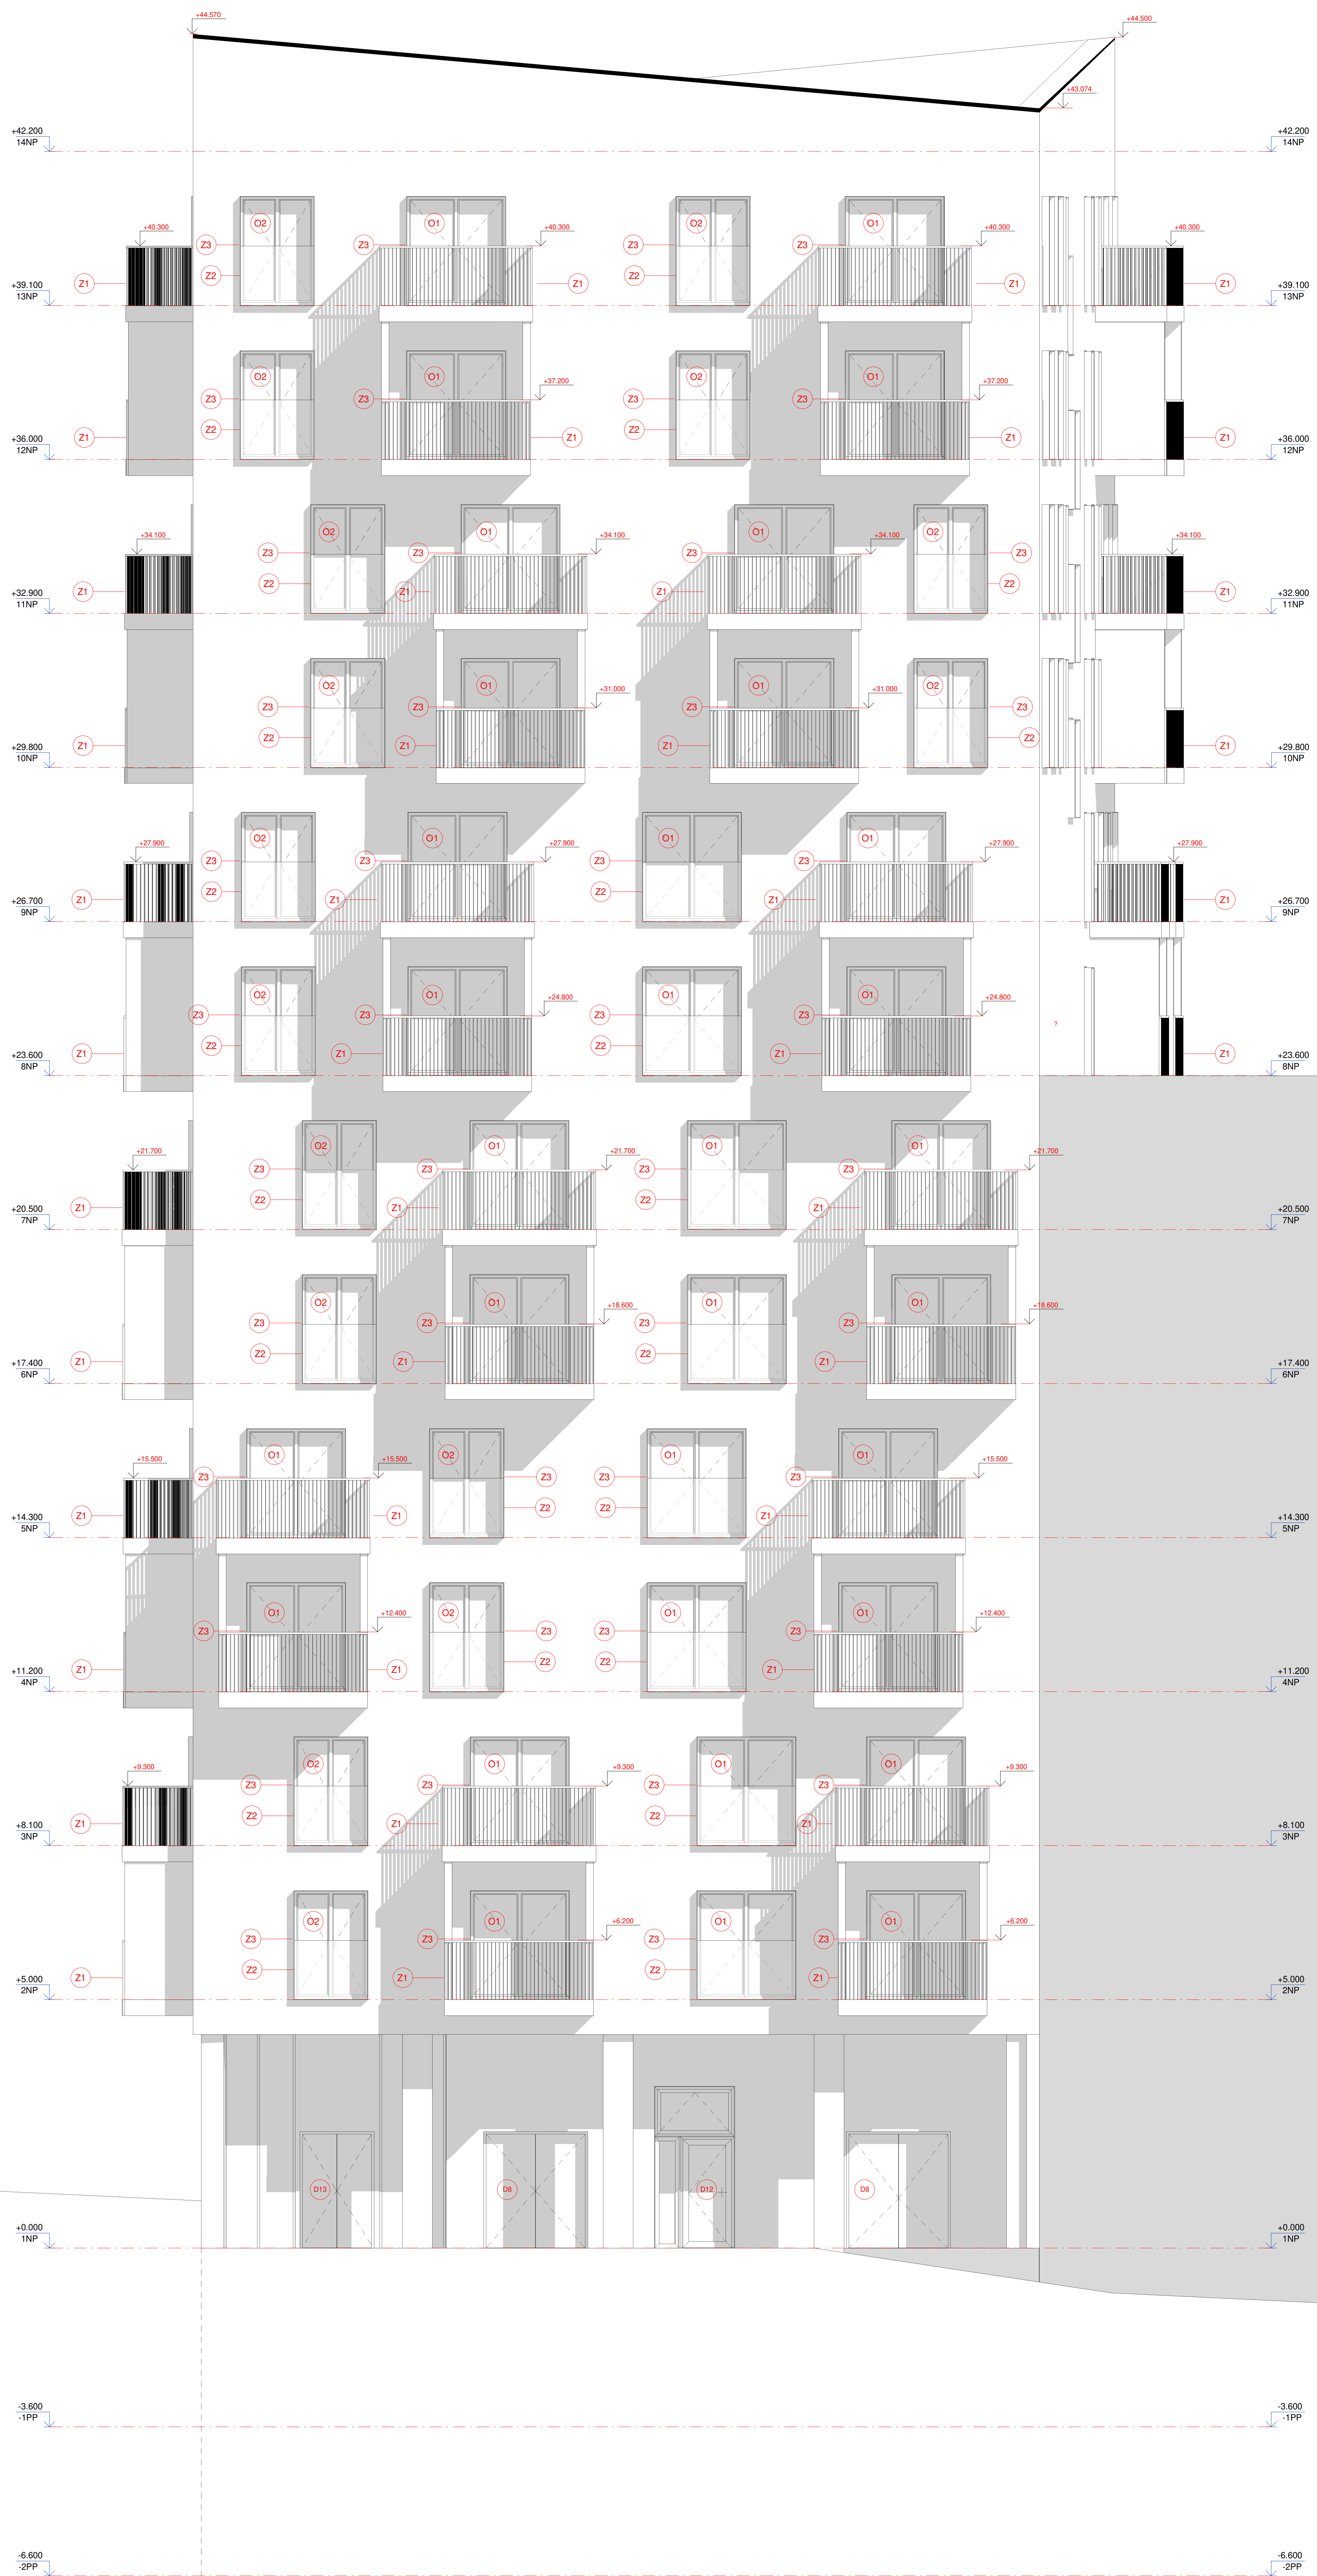 +44.570
+44.500
+43.074
+42.200 +42.200
14NP 14NP
O2 O1 O2 O1
+40.300 +40.300 +40.300 +40.300
Z3 Z3 Z3 Z3
Z2 Z2
+39.100 Z1 Z1 Z1 Z1 +39.100
13NP 13NP
O2 O1 O2 O1
+37.200 +37.200
Z3 Z3 Z3 Z3
Z2 Z2
+36.000 Z1 Z1 Z1 Z1 +36.000
12NP 12NP
O2 O1 O1 O2
+34.100 +34.100 +34.100 +34.100
Z3 Z3 Z3 Z3
Z2 Z2
+32.900 Z1 Z1 Z1 Z1 +32.900
11NP 11NP
O2 O1 O1 O2
+31.000 +31.000
Z3 Z3 Z3 Z3
Z2 Z2
+29.800 Z1 Z1 Z1 Z1 +29.800
10NP 10NP
O2 O1 O1 O1
+27.900 +27.900 +27.900 +27.900
Z3 Z3 Z3 Z3
Z2 Z2
+26.700 Z1 Z1 Z1 Z1 +26.700
9NP 9NP
O2 O1 O1 O1
+24.800 +24.800
Z3 Z3 Z3 Z3
?
Z2 Z2
+23.600 Z1 Z1 Z1 Z1 +23.600
8NP 8NP
O2 O1 O1 O1
+21.700 +21.700 +21.700
Z3 Z3 Z3 Z3
Z2 Z2
+20.500 Z1 Z1 Z1 +20.500
7NP 7NP
O2 O1 O1 O1
+18.600 +18.600
Z3 Z3 Z3 Z3
Z2 Z2
+17.400 Z1 Z1 Z1 +17.400
6NP 6NP
O1 O2 O1 O1
+15.500 +15.500 +15.500
Z3 Z3 Z3 Z3
Z2 Z2
+14.300 Z1 Z1 Z1 +14.300
5NP 5NP
O1 O2 O1 O1
+12.400 +12.400
Z3 Z3 Z3 Z3
Z2 Z2
+11.200 Z1 Z1 Z1 +11.200
4NP 4NP
O2 O1 O1 O1
+9.300 +9.300 +9.300
Z3 Z3 Z3 Z3
Z2 Z2
+8.100 Z1 Z1 Z1 +8.100
3NP 3NP
O2 O1 O1 O1
+6.200 +6.200
Z3 Z3 Z3 Z3
Z2 Z2
+5.000 Z1 Z1 Z1 +5.000
2NP 2NP
D13 D8 D12 D8
+0.000 +0.000
1NP 1NP
-3.600 -3.600
-1PP -1PP
-6.600 -6.600
-2PP -2PP